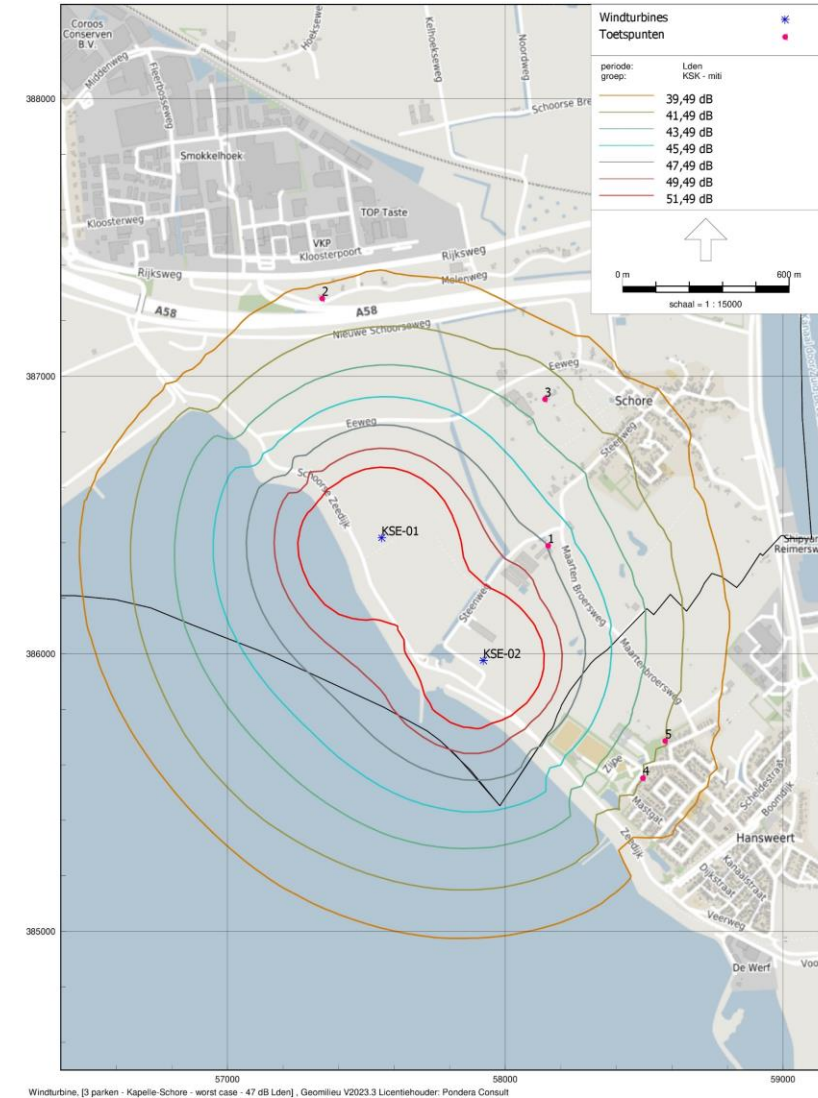 Coroos
Conserven
B.V.
Middenweg
Fleerbosseweg
Hoekseweg
Kelhoekseweg
Noordweg
Schoorse Bre
Windturbines
Toetspunten
periode: Lden
groep: KSK - miti
39,49 dB
41,49 dB
43,49 dB
45,49 dB
47,49 dB
49,49 dB
51,49 dB
0 m 600 m
schaal = 1 : 15000
388000
Smokkelhoek
TOP Taste
Kloosterweg
VKP
Kloosterpoort
Rijksweg
Rijksweg
Molenweg
2
A58
A58
Nieuwe Schoorseweg
387000
Eeweg
3
Schore
Eeweg
Steenweg
Schoorse Zeedijk
KSE-01
1
Maarten Broersweg
Steenweg
386000
KSE-02
Maartenbroersweg
5
Zijpe
4
Mastgat
Zeedijk
Scheldestraat
Boomdijk
Hansweert
Kanaalstraat
Dijkstraat
Veerweg
385000
De Werf
57000 58000 59000
Windturbine, [3 parken - Kapelle-Schore - worst case - 47 dB Lden] , Geomilieu V2023.3 Licentiehouder: Pondera Consult